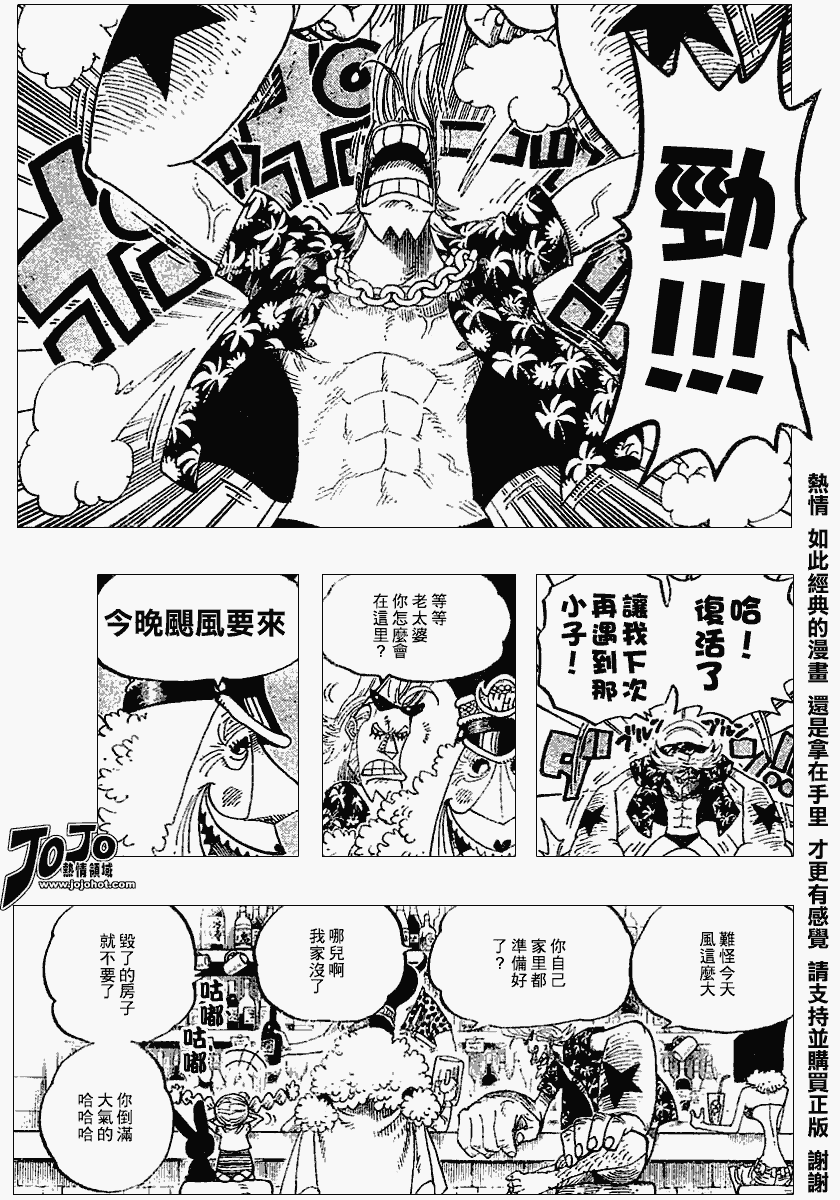 勁!!!
哈!
復活了
讓我下次
再遇到那
小子!
ブルン
ブルン
等等
老太婆
你怎麼會
在這里?
今晚颶風要來
難怪今天
風這麼大
你自己
家里都
準備好
了?
哪兒啊
我家沒了
毀了的房子
就不要了
咕嘟
咕嘟
你倒滿
大氣的
哈哈哈
熱情 如此經典的漫畫 還是拿在手里 才更有感覺 請支持並購買正版 謝謝
JOJO
熱情領域
www.jojohot.com